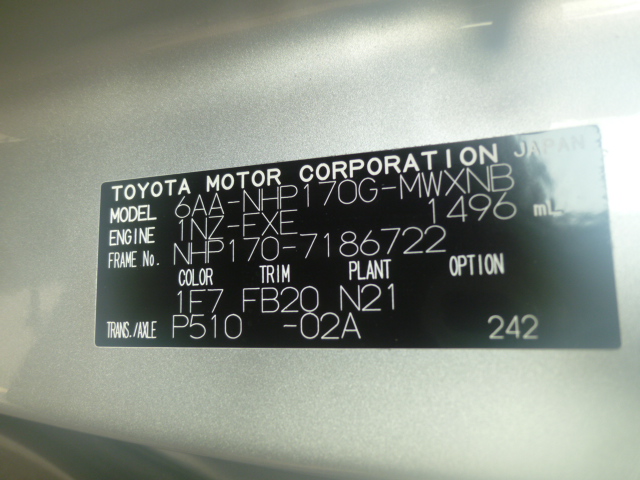 TOYOTA MOTOR CORPORATION JAPAN
MODEL 6AA-NHP170G-MWXNB
ENGINE 1NZ-FXE 1496 mL
FRAME No. NHP170-7186722
COLOR TRIM PLANT OPTION
1F7 FB20 N21
TRANS./AXLE P510 -02A 242